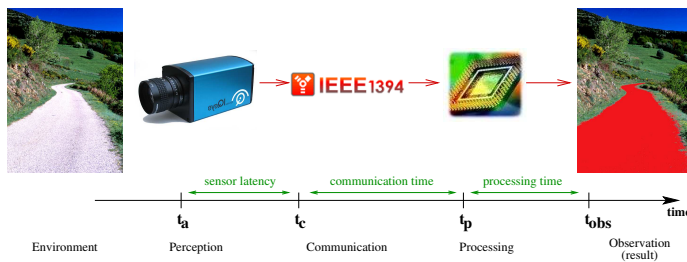 IEEE1394
sensor latency
communication time
processing time
time
ta
tc
tp
tobs
Environment
Perception
Communication
Processing
Observation
(result)